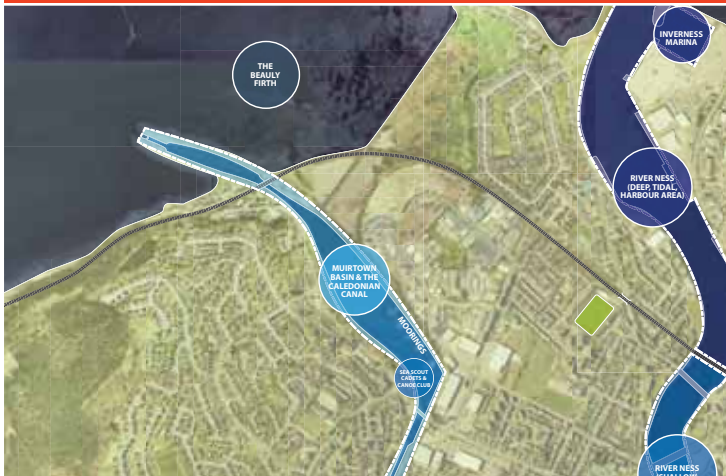 INVERNESS
MARINA
THE
BEAULY
FIRTH
RIVER NESS
(DEEP, TIDAL,
HARBOUR AREA)
MUIRTOWN
BASIN & THE
CALEDONIAN
CANAL
MOORINGS
SEA SCOUT
CADETS &
CANOE CLUB
RIVER NESS